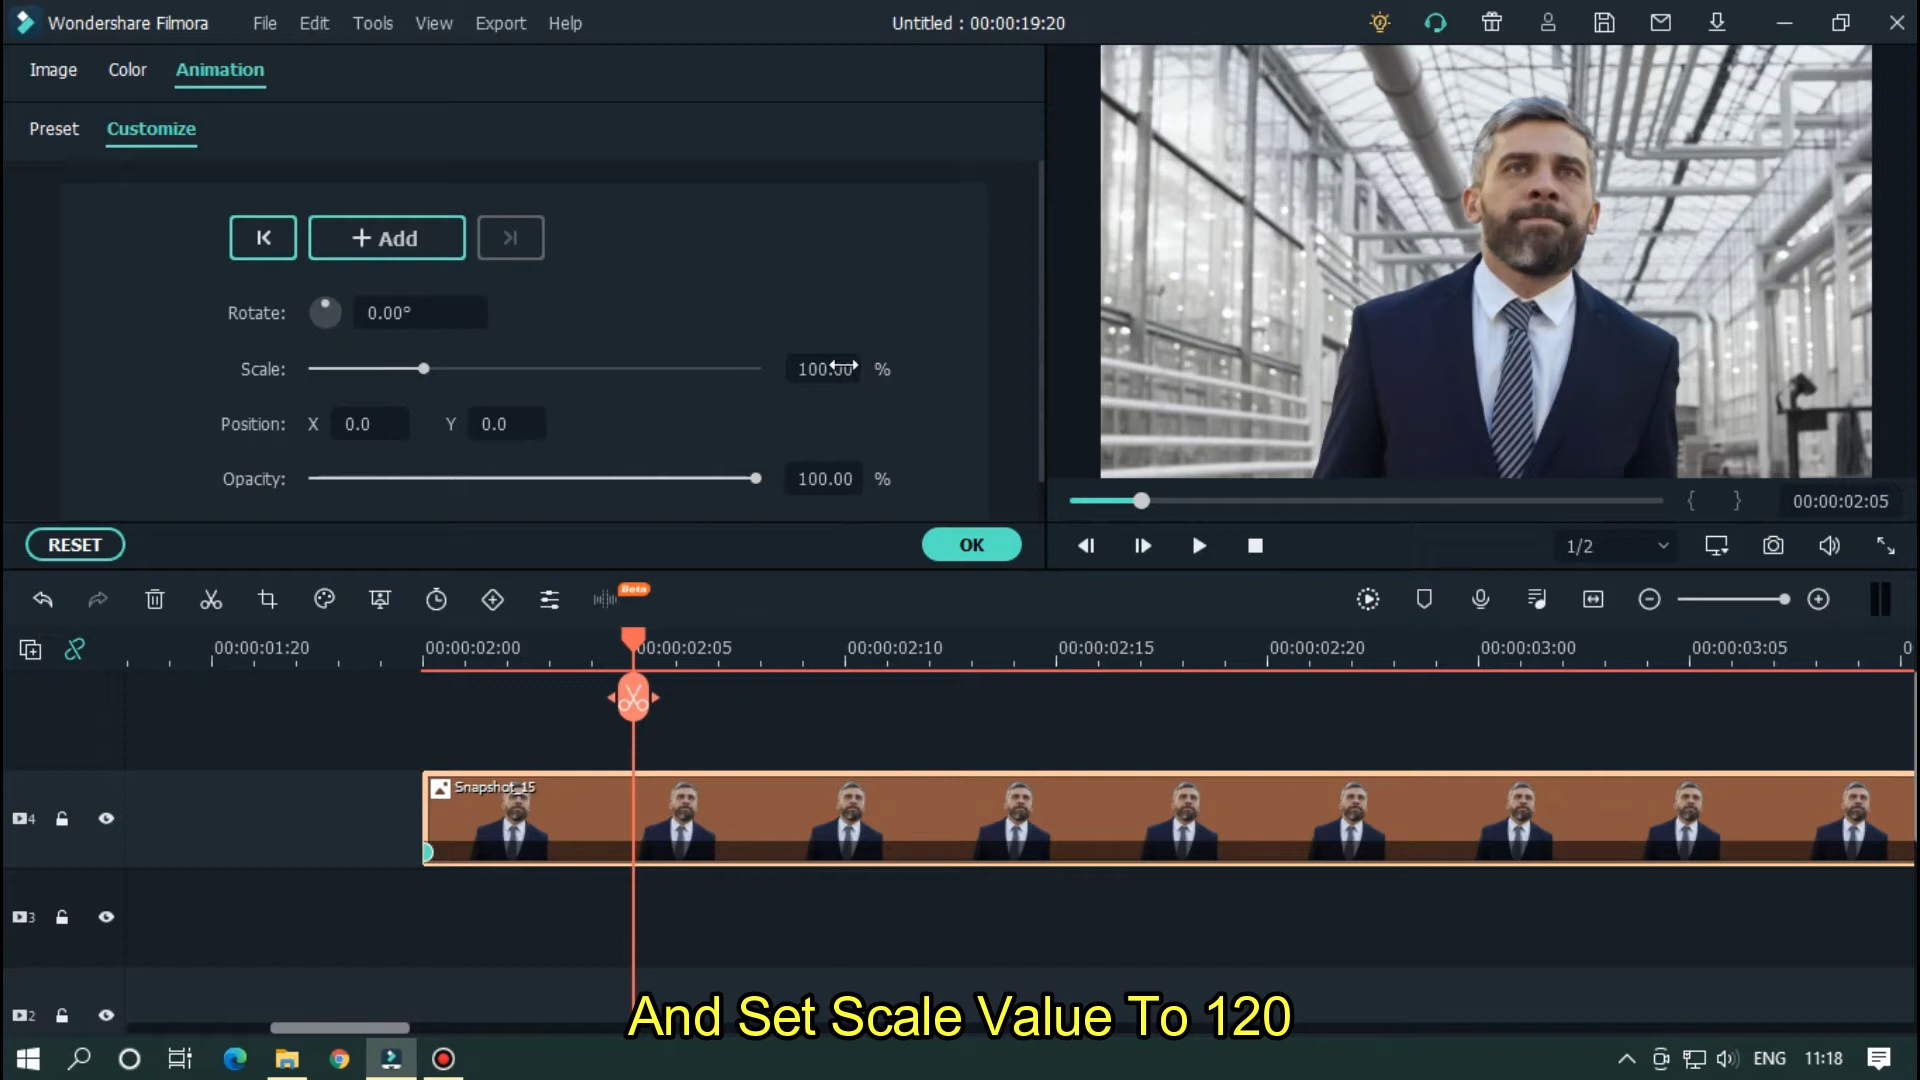 Wondershare Filmora File Edit Tools View Export Help Untitled : 00:00:19:20
Image Color Animation
Preset Customize
+ Add
Rotate: 0.00°
Scale: 100.00 %
Position: X 0.0 Y 0.0
Opacity: 100.00 %
{ } 00:00:02:05
RESET OK
1/2
Beta
00:00:01:20 00:00:02:00 00:00:02:05 00:00:02:10 00:00:02:15 00:00:02:20 00:00:03:00 00:00:03:05 0
Snapshot_15
4
3
2
And Set Scale Value To 120
ENG 11:18